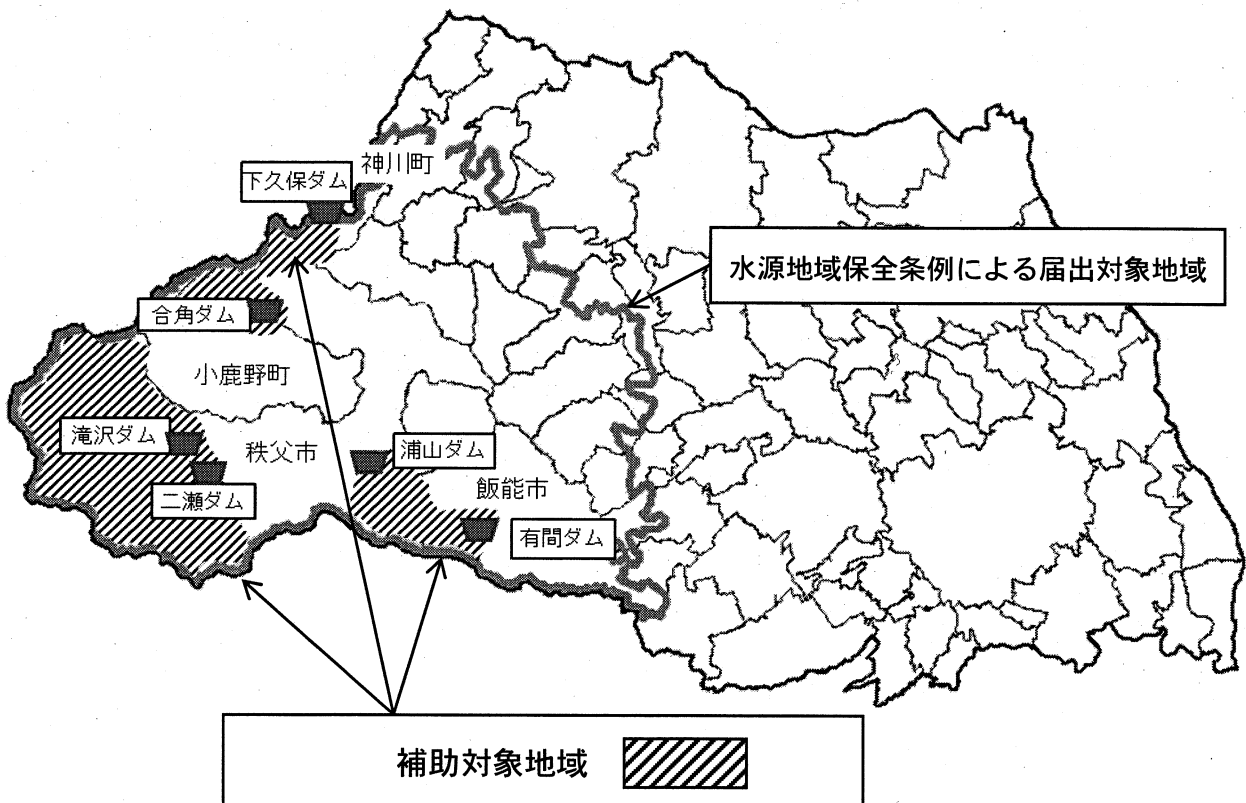 神川町
下久保ダム
水源地域保全条例による届出対象地域
合角ダム
小鹿野町
滝沢ダム
秩父市
浦山ダム
二瀬ダム
飯能市
有間ダム
補助対象地域